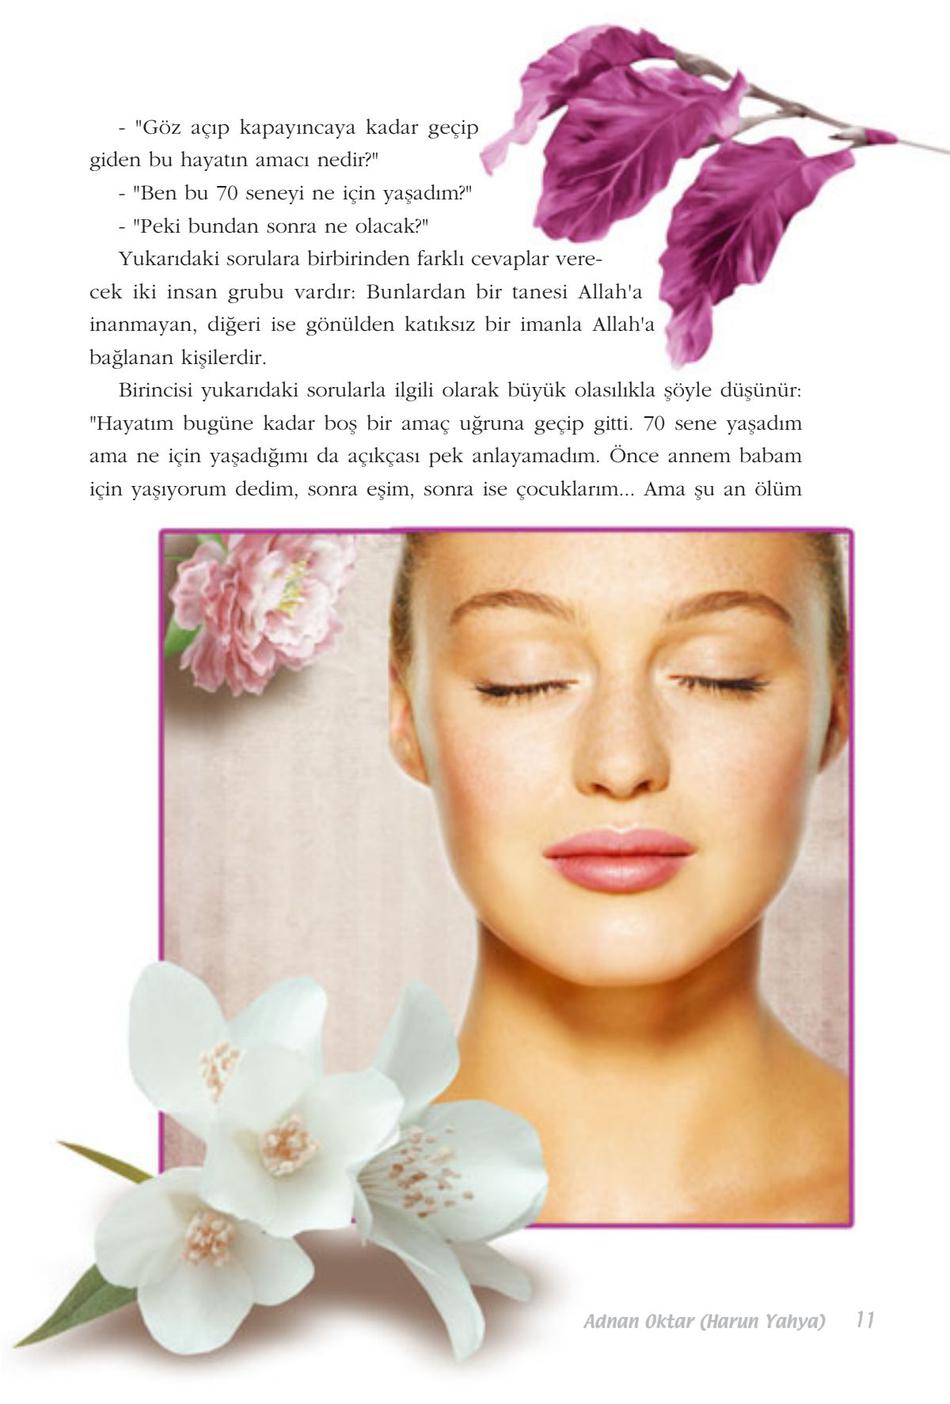 - "Göz açıp kapayıncaya kadar geçip
giden bu hayatın amacı nedir?"
- "Ben bu 70 seneyi ne için yaşadım?"
- "Peki bundan sonra ne olacak?"
Yukarıdaki sorulara birbirinden farklı cevaplar vere-
cek iki insan grubu vardır: Bunlardan bir tanesi Allah'a
inanmayan, diğeri ise gönülden katıksız bir imanla Allah'a
bağlanan kişilerdir.
Birincisi yukarıdaki sorularla ilgili olarak büyük olasılıkla şöyle düşünür:
"Hayatım bugüne kadar boş bir amaç uğruna geçip gitti. 70 sene yaşadım
ama ne için yaşadığımı da açıkçası pek anlayamadım. Önce annem babam
için yaşıyorum dedim, sonra eşim, sonra ise çocuklarım... Ama şu an ölüm
Adnan Oktar (Harun Yahya) 11